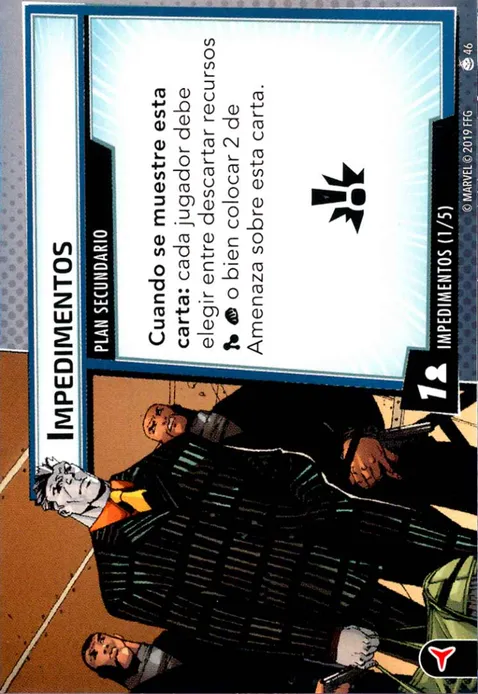 IMPEDIMENTOS
PLAN SECUNDARIO
Cuando se muestre esta
carta: cada jugador debe
elegir entre descartar recursos
o bien colocar 2 de
Amenaza sobre esta carta.
1
IMPEDIMENTOS (1/5)
© MARVEL © 2019 FFG
46